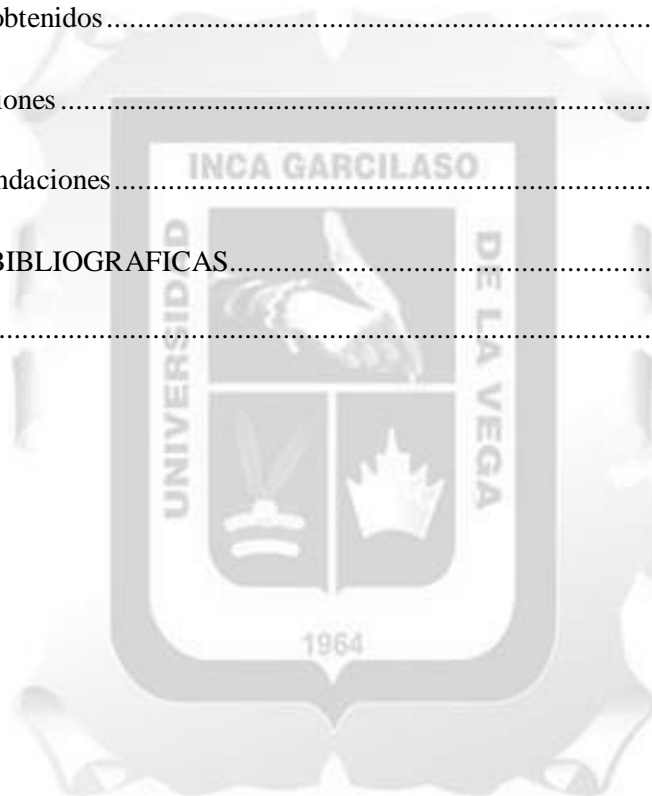 obtenidos....................................................................................
iones............................................................................................
ndaciones....................................................................................
BIBLIOGRAFICAS................................................................
....................................................................................................
INCA GARCILASO
UNIVERSIDAD
DE LA VEGA
1964